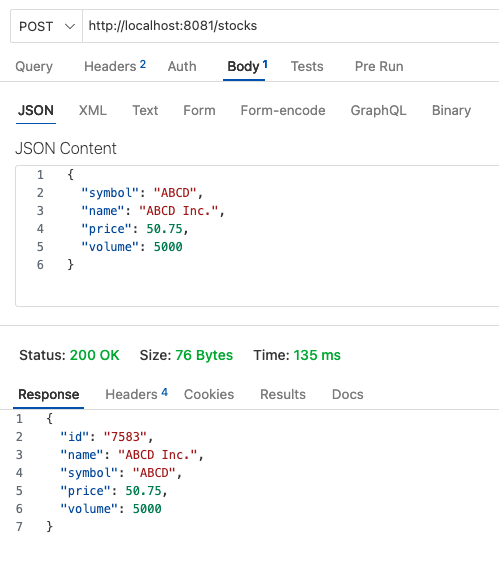 POST http://localhost:8081/stocks
Query Headers 2 Auth Body 1 Tests Pre Run
JSON XML Text Form Form-encode GraphQL Binary
JSON Content
1 {
2 "symbol": "ABCD",
3 "name": "ABCD Inc.",
4 "price": 50.75,
5 "volume": 5000
6 }
Status: 200 OK Size: 76 Bytes Time: 135 ms
Response Headers 4 Cookies Results Docs
1 {
2 "id": "7583",
3 "name": "ABCD Inc.",
4 "symbol": "ABCD",
5 "price": 50.75,
6 "volume": 5000
7 }